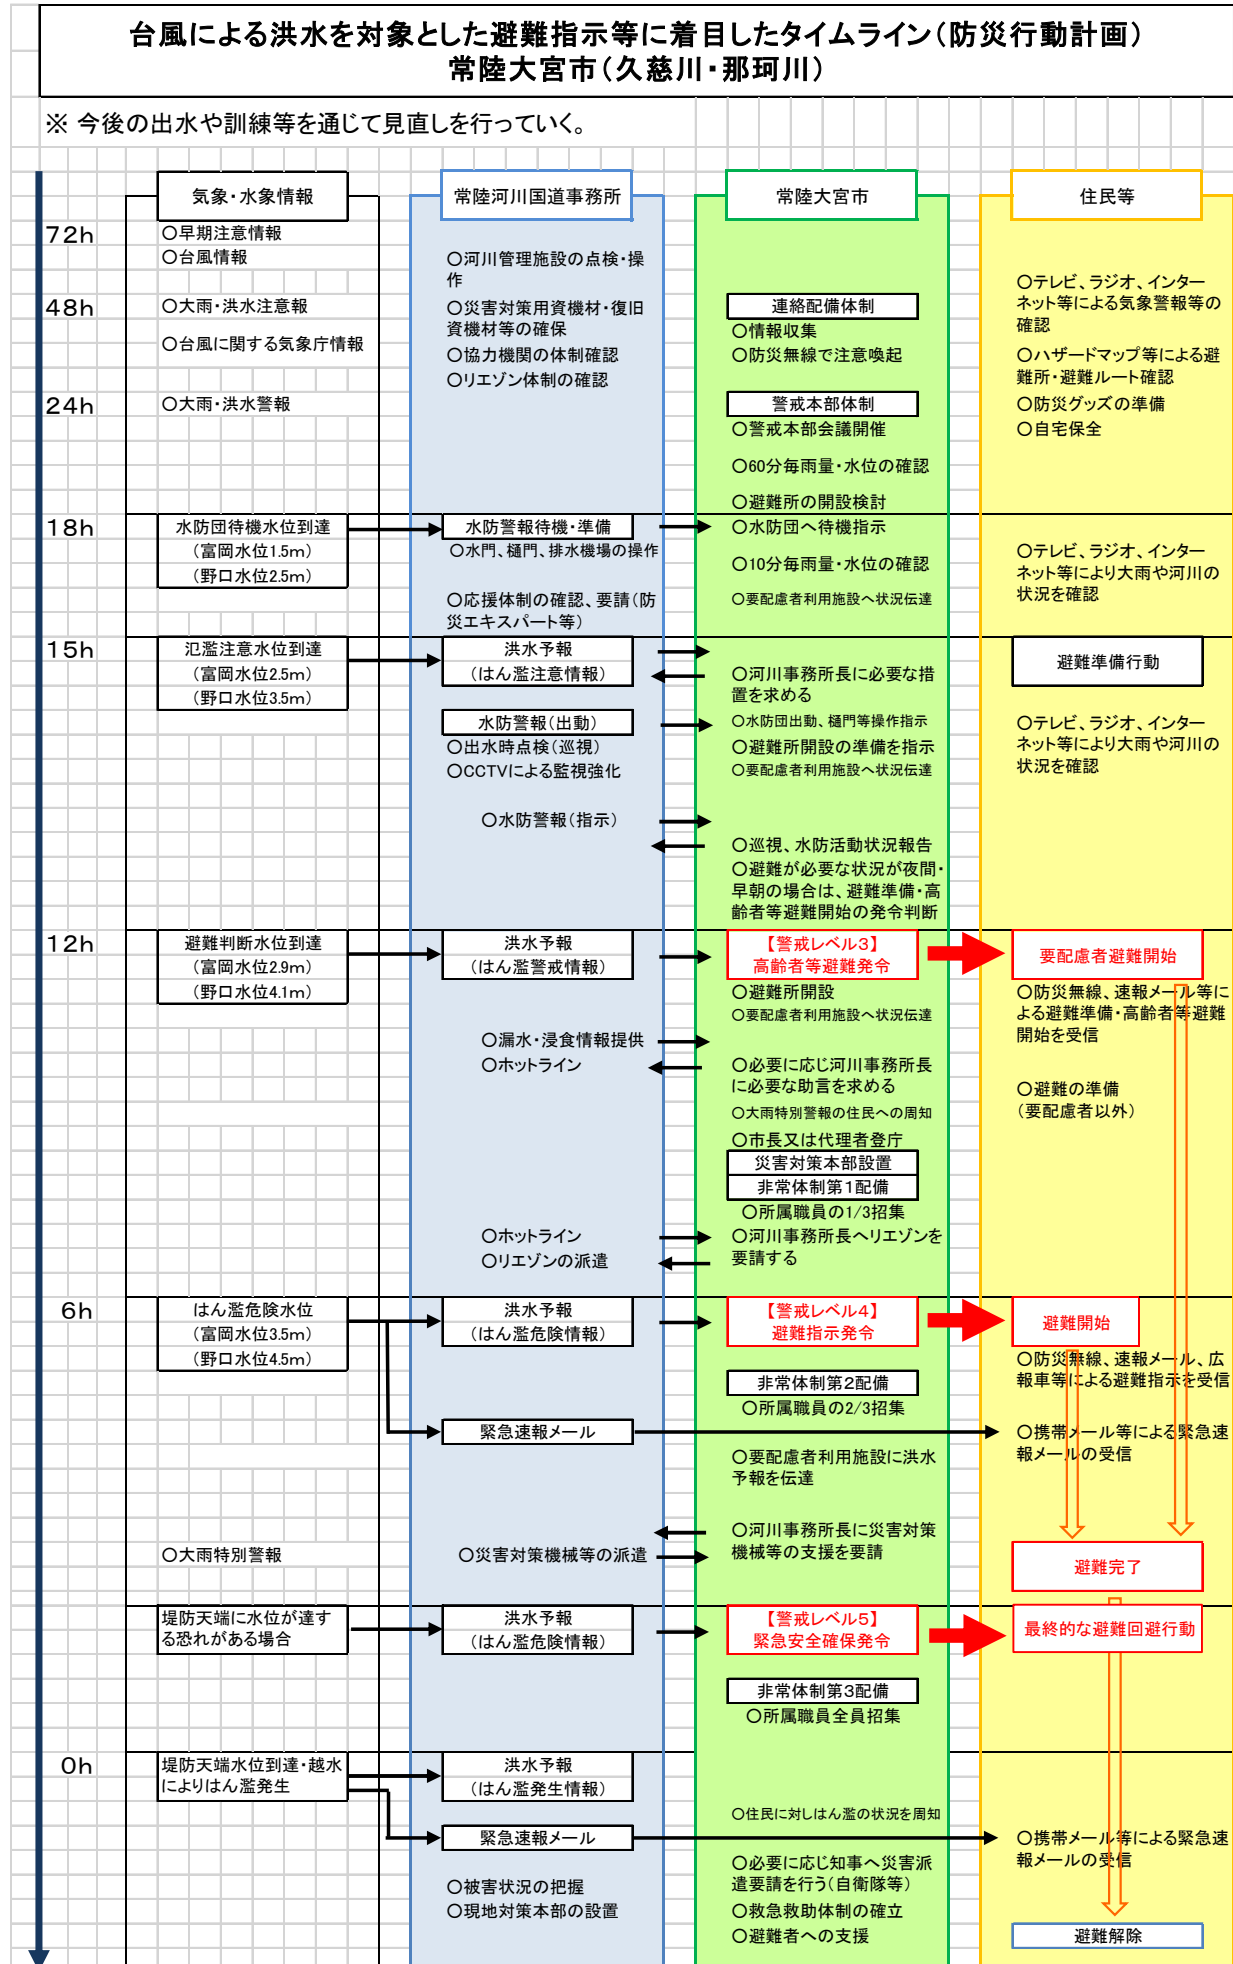 台風による洪水を対象とした避難指示等に着目したタイムライン(防災行動計画)
常陸大宮市(久慈川・那珂川)
※ 今後の出水や訓練等を通じて見直しを行っていく。
気象・水象情報
常陸河川国道事務所
常陸大宮市
住民等
72h
○早期注意情報
○台風情報
○河川管理施設の点検・操
作
○テレビ、ラジオ、インター
ネット等による気象警報等の
確認
48h
○大雨・洪水注意報
○災害対策用資機材・復旧
資機材等の確保
連絡配備体制
○情報収集
○台風に関する気象庁情報
○協力機関の体制確認
○防災無線で注意喚起
○ハザードマップ等による避
難所・避難ルート確認
○リエゾン体制の確認
24h
○大雨・洪水警報
警戒本部体制
○防災グッズの準備
○警戒本部会議開催
○自宅保全
○60分毎雨量・水位の確認
○避難所の開設検討
18h
水防団待機水位到達
(富岡水位1.5m)
(野口水位2.5m)
水防警報待機・準備
○水門、樋門、排水機場の操作
○応援体制の確認、要請(防
災エキスパート等)
○水防団へ待機指示
○10分毎雨量・水位の確認
○要配慮者利用施設へ状況伝達
○テレビ、ラジオ、インター
ネット等により大雨や河川の
状況を確認
15h
氾濫注意水位到達
(富岡水位2.5m)
(野口水位3.5m)
洪水予報
(はん濫注意情報)
○河川事務所長に必要な措
置を求める
避難準備行動
水防警報(出動)
○出水時点検(巡視)
○CCTVによる監視強化
○水防団出動、樋門等操作指示
○避難所開設の準備を指示
○要配慮者利用施設へ状況伝達
○テレビ、ラジオ、インター
ネット等により大雨や河川の
状況を確認
○水防警報(指示)
○巡視、水防活動状況報告
○避難が必要な状況が夜間・
早朝の場合は、避難準備・高
齢者等避難開始の発令判断
12h
避難判断水位到達
(富岡水位2.9m)
(野口水位4.1m)
洪水予報
(はん濫警戒情報)
【警戒レベル3】
高齢者等避難発令
要配慮者避難開始
○避難所開設
○要配慮者利用施設へ状況伝達
○防災無線、速報メール等に
よる避難準備・高齢者等避難
開始を受信
○漏水・浸食情報提供
○ホットライン
○必要に応じ河川事務所長
に必要な助言を求める
○避難の準備
(要配慮者以外)
○大雨特別警報の住民への周知
○市長又は代理者登庁
災害対策本部設置
非常体制第1配備
○所属職員の1/3招集
○ホットライン
○リエゾンの派遣
○河川事務所長へリエゾンを
要請する
6h
はん濫危険水位
(富岡水位3.5m)
(野口水位4.5m)
洪水予報
(はん濫危険情報)
【警戒レベル4】
避難指示発令
避難開始
○防災無線、速報メール、広
報車等による避難指示を受信
非常体制第2配備
○所属職員の2/3招集
緊急速報メール
○携帯メール等による緊急速
報メールの受信
○要配慮者利用施設に洪水
予報を伝達
○河川事務所長に災害対策
機械等の支援を要請
○大雨特別警報
○災害対策機械等の派遣
避難完了
堤防天端に水位が達す
る恐れがある場合
洪水予報
(はん濫危険情報)
【警戒レベル5】
緊急安全確保発令
最終的な避難回避行動
非常体制第3配備
○所属職員全員招集
0h
堤防天端水位到達・越水
によりはん濫発生
洪水予報
(はん濫発生情報)
○住民に対しはん濫の状況を周知
緊急速報メール
○携帯メール等による緊急速
報メールの受信
○必要に応じ知事へ災害派
遣要請を行う(自衛隊等)
○被害状況の把握
○現地対策本部の設置
○救急救助体制の確立
○避難者への支援
避難解除